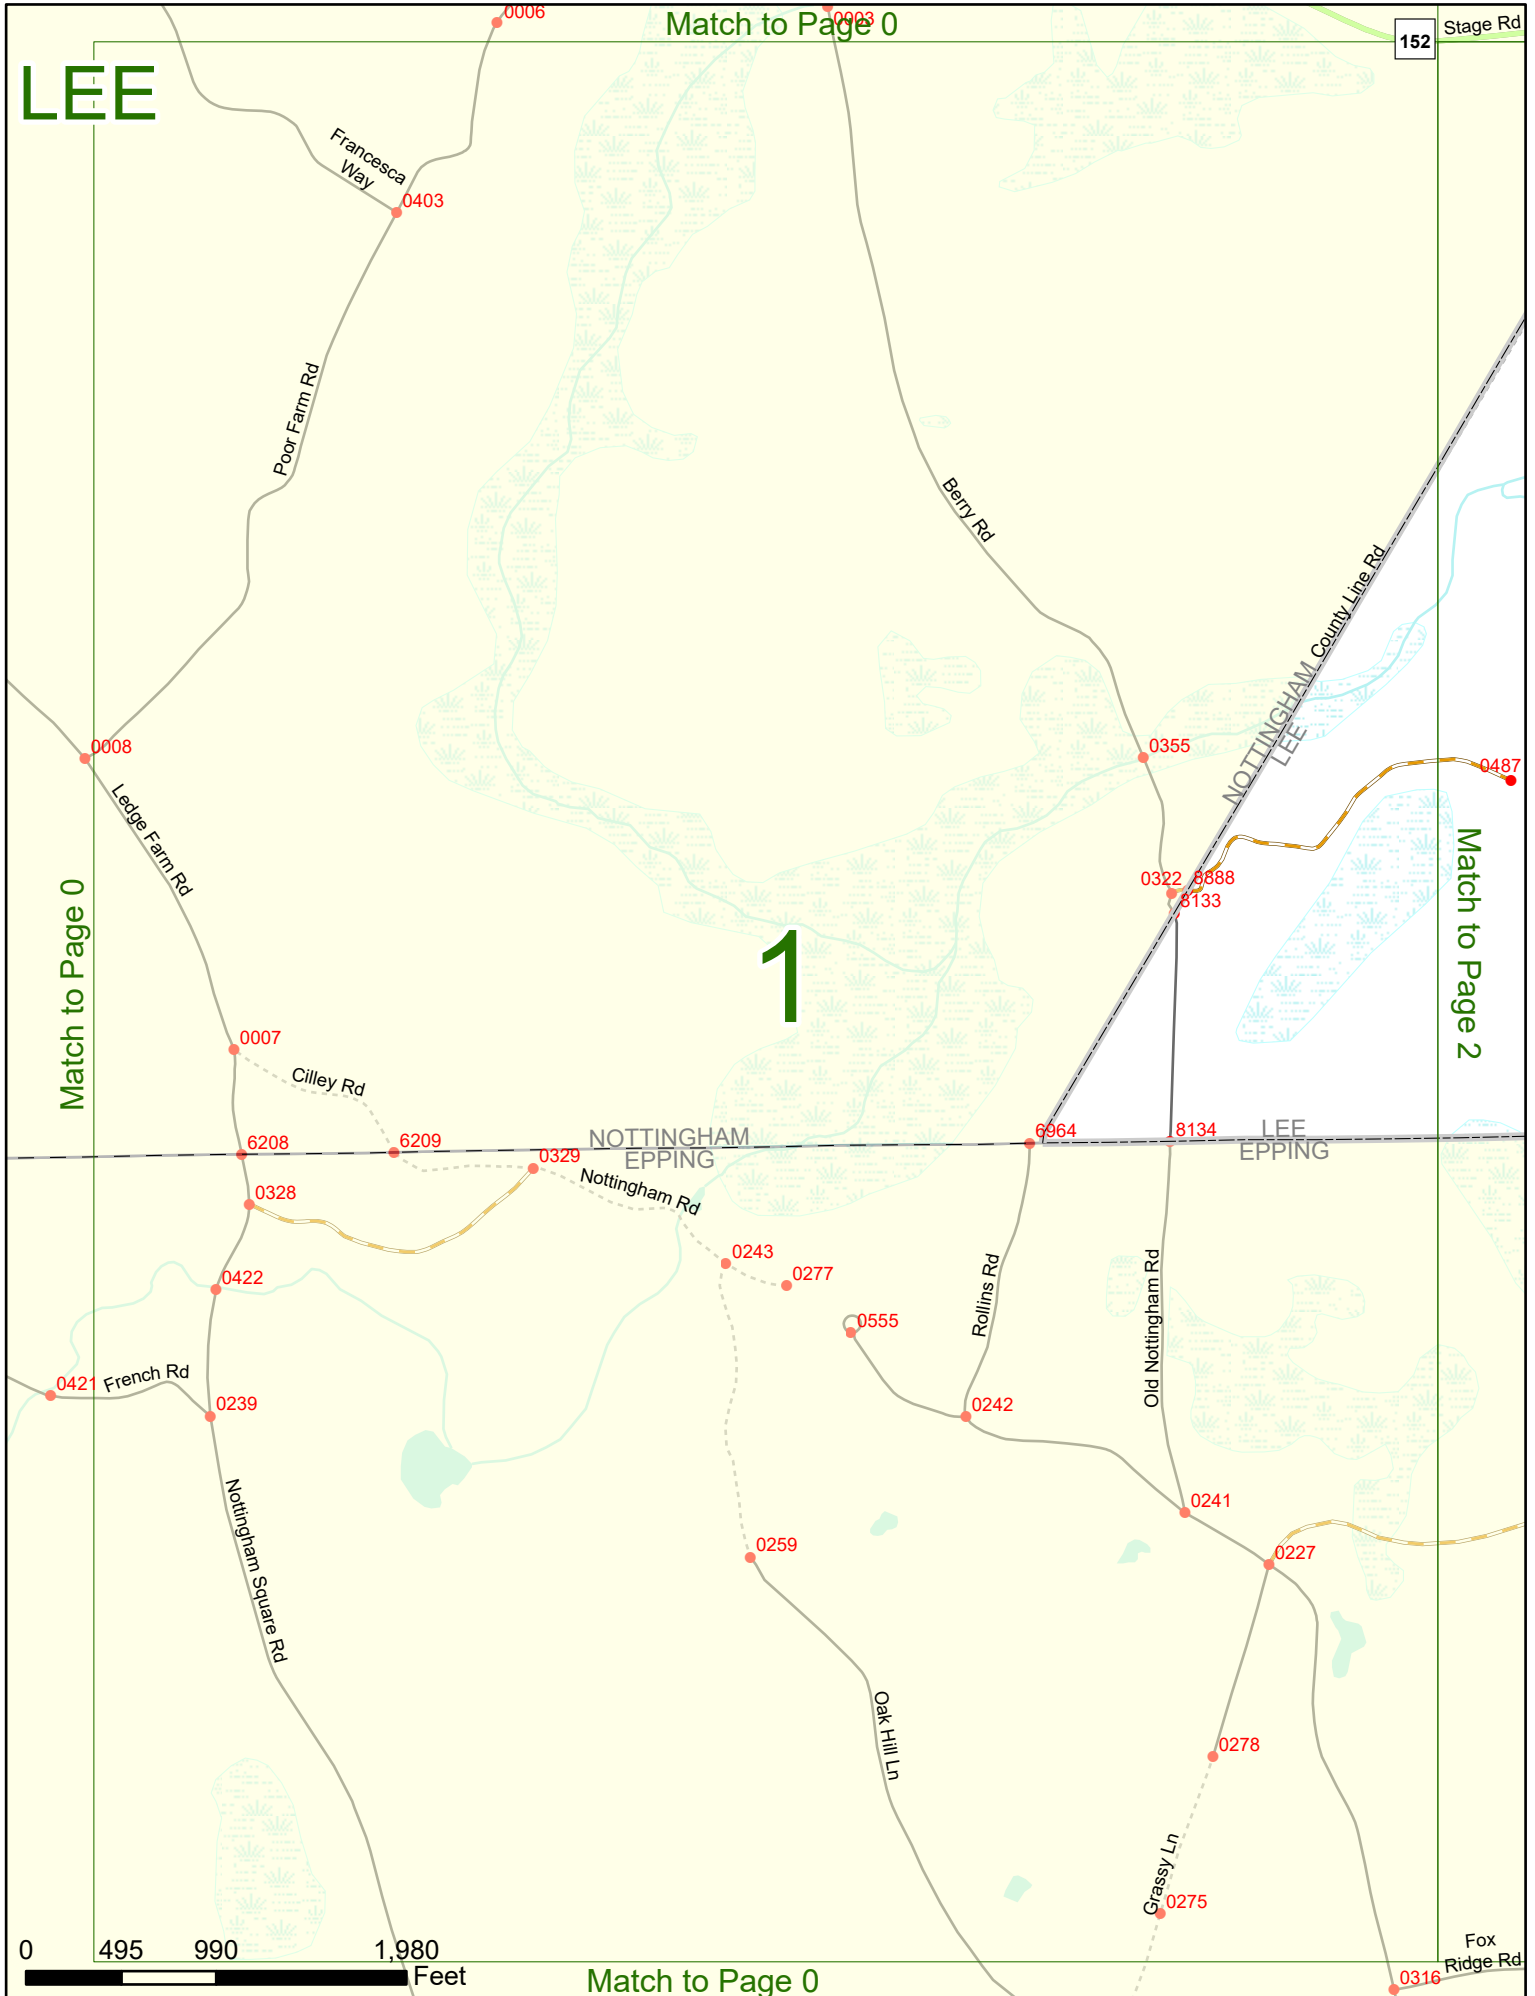 0006
Match to Page 0
0003
152
Stage Rd
LEE
Francesca
Way
0403
Poor Farm Rd
Berry Rd
County Line Rd
NOTTINGHAM
LEE
0008
0355
0487
Ledge Farm Rd
Match to Page 0
Match to Page 2
0322
8888
8133
1
0007
Cilley Rd
6208
6209
NOTTINGHAM
EPPING
6964
8134
LEE
EPPING
0329
Nottingham Rd
0328
0243
0277
0422
0555
Rollins Rd
Old Nottingham Rd
0421
French Rd
0239
0242
Nottingham Square Rd
0241
0259
0227
Oak Hill Ln
0278
Grassy Ln
0275
0
495
990
1,980
Feet
Match to Page 0
Fox
Ridge Rd
0316